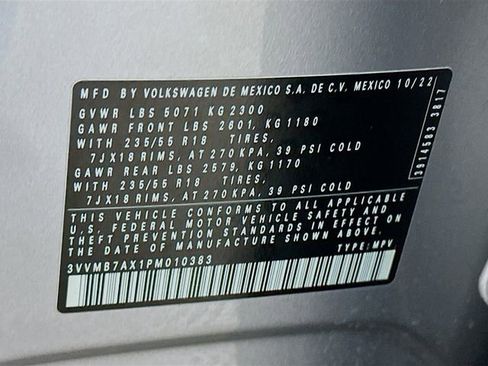 MFD BY VOLKSWAGEN DE MEXICO S.A. DE C.V. MEXICO 10/22
GVWR LBS 5071 KG 2300
GAWR FRONT LBS 2601, KG 1180
WITH 235/55 R18 TIRES,
7JX18 RIMS, AT 270 KPA, 39 PSI COLD
GAWR REAR LBS 2579, KG 1170
WITH 235/55 R18 TIRES,
7JX18 RIMS, AT 270 KPA, 39 PSI COLD
THIS VEHICLE CONFORMS TO ALL APPLICABLE
U.S. FEDERAL MOTOR VEHICLE SAFETY AND
THEFT PREVENTION STANDARDS IN EFFECT ON
THE DATE OF MANUFACTURE SHOWN ABOVE.
3VVMB7AX1PM010383 TYPE: MPV
3914583 3817